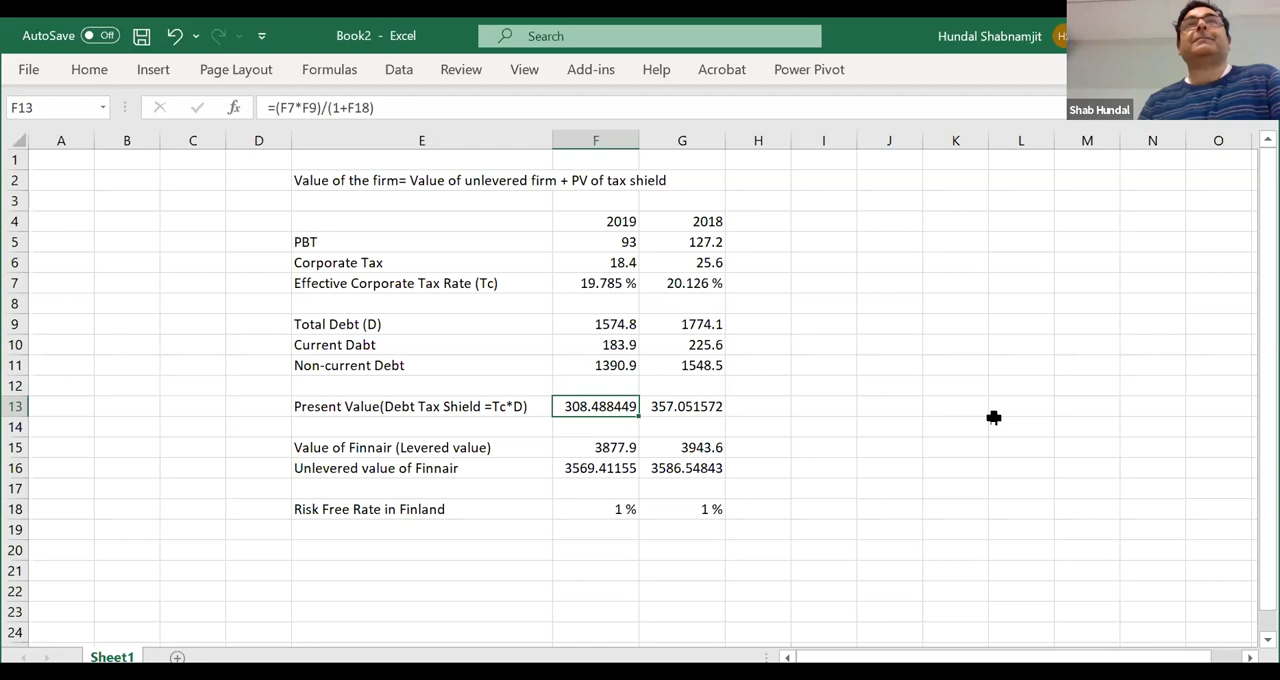 AutoSave Off Book2 - Excel Search Hundal Shabnamjit
File Home Insert Page Layout Formulas Data Review View Add-ins Help Acrobat Power Pivot
Shab Hundal
F13 fx =(F7*F9)/(1+F18)
A B C D E F G H I J K L M N O
1
2 Value of the firm= Value of unlevered firm + PV of tax shield
3
4 2019 2018
5 PBT 93 127.2
6 Corporate Tax 18.4 25.6
7 Effective Corporate Tax Rate (Tc) 19.785 % 20.126 %
8
9 Total Debt (D) 1574.8 1774.1
10 Current Dabt 183.9 225.6
11 Non-current Debt 1390.9 1548.5
12
13 Present Value(Debt Tax Shield =Tc*D) 308.488449 357.051572
14
15 Value of Finnair (Levered value) 3877.9 3943.6
16 Unlevered value of Finnair 3569.41155 3586.54843
17
18 Risk Free Rate in Finland 1 % 1 %
19
20
21
22
23
24
Sheet1